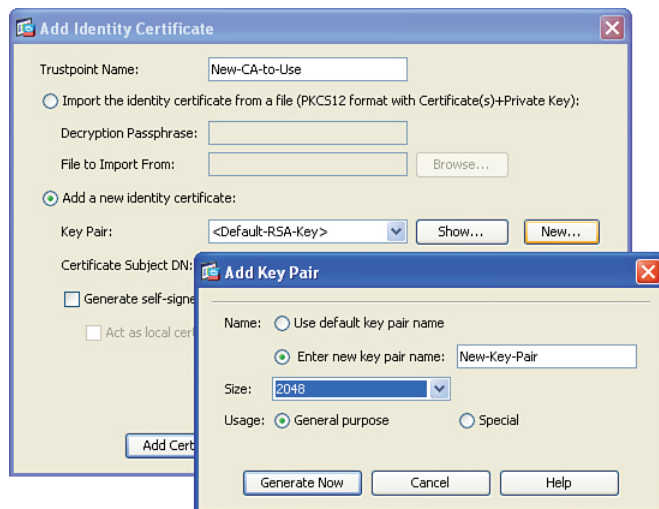 Add Identity Certificate
Trustpoint Name: New-CA-to-Use
Import the identity certificate from a file (PKCS12 format with Certificate(s)+Private Key):
Decryption Passphrase:
File to Import From: Browse...
Add a new identity certificate:
Key Pair: <Default-RSA-Key> Show... New...
Certificate Subject DN:
Generate self-signe
Act as local cert
Add Cert
Add Key Pair
Name: Use default key pair name
Enter new key pair name: New-Key-Pair
Size: 2048
Usage: General purpose Special
Generate Now Cancel Help